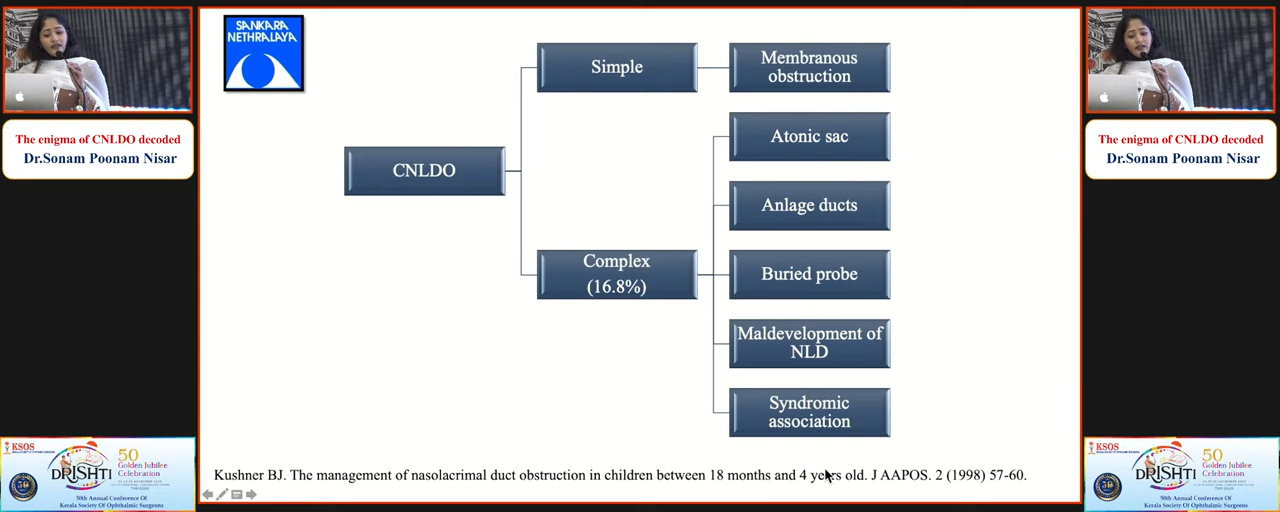 SANKARA
NETHRALAYA
CNLDO
Simple
Membranous
obstruction
Complex
(16.8%)
Atonic sac
Anlage ducts
Buried probe
Maldevelopment of
NLD
Syndromic
association
Kushner BJ. The management of nasolacrimal duct obstruction in children between 18 months and 4 years old. J AAPOS. 2 (1998) 57-60.
The enigma of CNLDO decoded
Dr.Sonam Poonam Nisar
KSOS
DRISHTI
50
Golden Jubilee
Celebration
50th Annual Conference Of
Kerala Society Of Ophthalmic Surgeons
The enigma of CNLDO decoded
Dr.Sonam Poonam Nisar
KSOS
DRISHTI
50
Golden Jubilee
Celebration
50th Annual Conference Of
Kerala Society Of Ophthalmic Surgeons